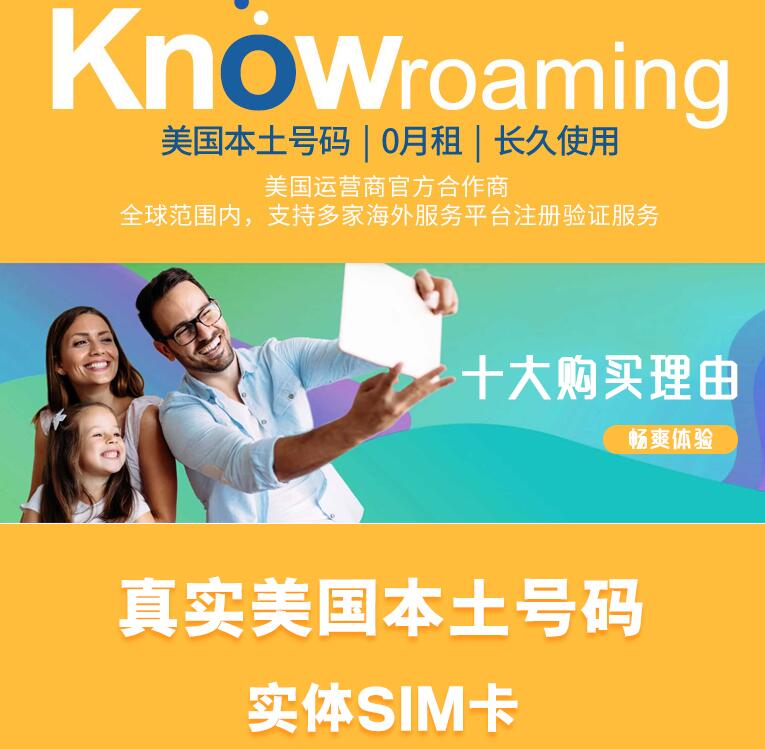 Knowroaming
美国本土号码 | 0月租 | 长久使用
美国运营商官方合作商
全球范围内，支持多家海外服务平台注册验证服务
十大购买理由
畅爽体验
真实美国本土号码
实体SIM卡